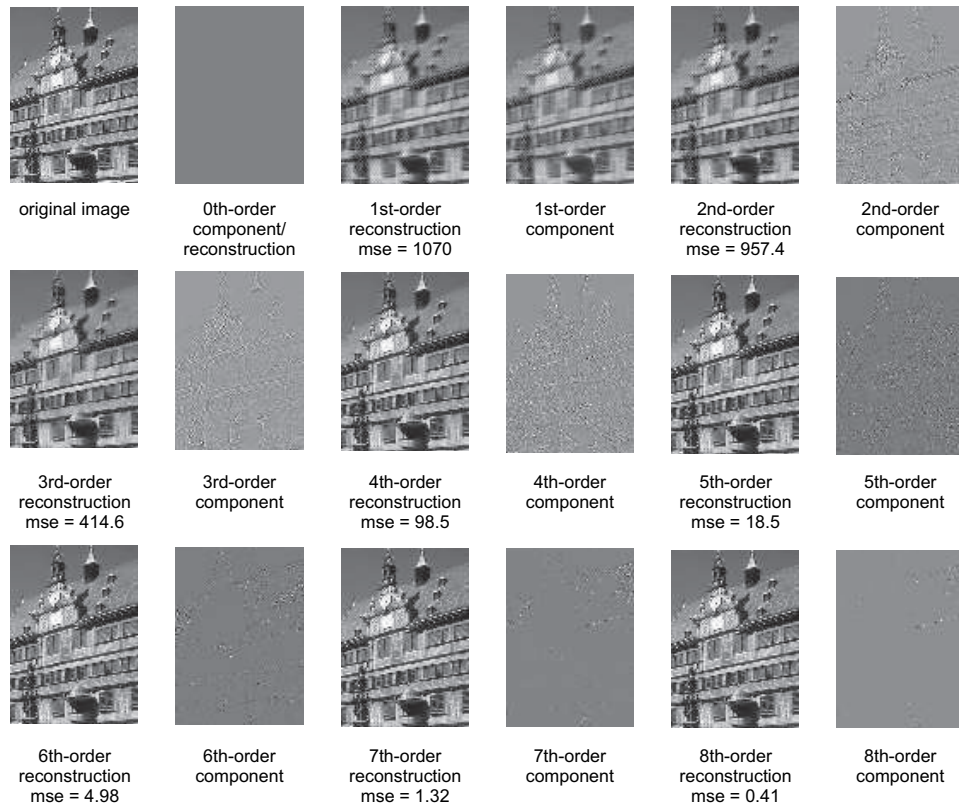 original image
0th-order
component/
reconstruction
1st-order
reconstruction
mse = 1070
1st-order
component
2nd-order
reconstruction
mse = 957.4
2nd-order
component
3rd-order
reconstruction
mse = 414.6
3rd-order
component
4th-order
reconstruction
mse = 98.5
4th-order
component
5th-order
reconstruction
mse = 18.5
5th-order
component
6th-order
reconstruction
mse = 4.98
6th-order
component
7th-order
reconstruction
mse = 1.32
7th-order
component
8th-order
reconstruction
mse = 0.41
8th-order
component